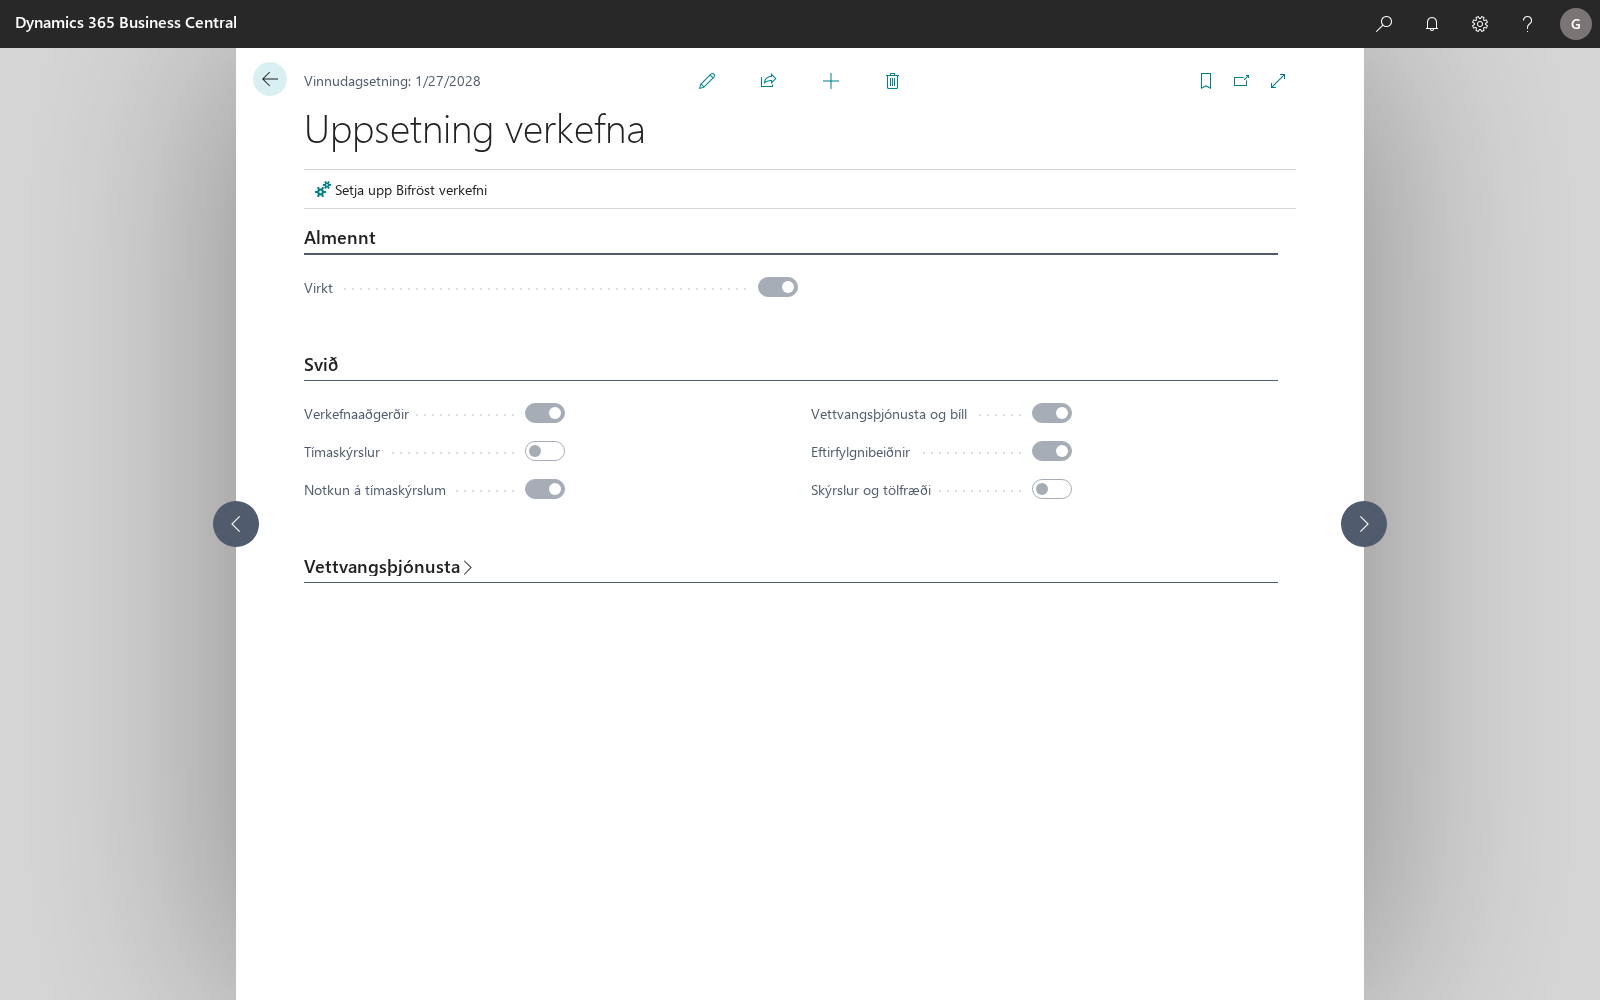 Dynamics 365 Business Central
G
Vinnudagsetning: 1/27/2028
Uppsetning verkefna
Setja upp Bifröst verkefni
Almennt
Virkt
Svið
Verkefnaaðgerðir
Vettvangsþjónusta og bíll
Tímaskýrslur
Eftirfylgnibeiðnir
Notkun á tímaskýrslum
Skýrslur og tölfræði
Vettvangsþjónusta